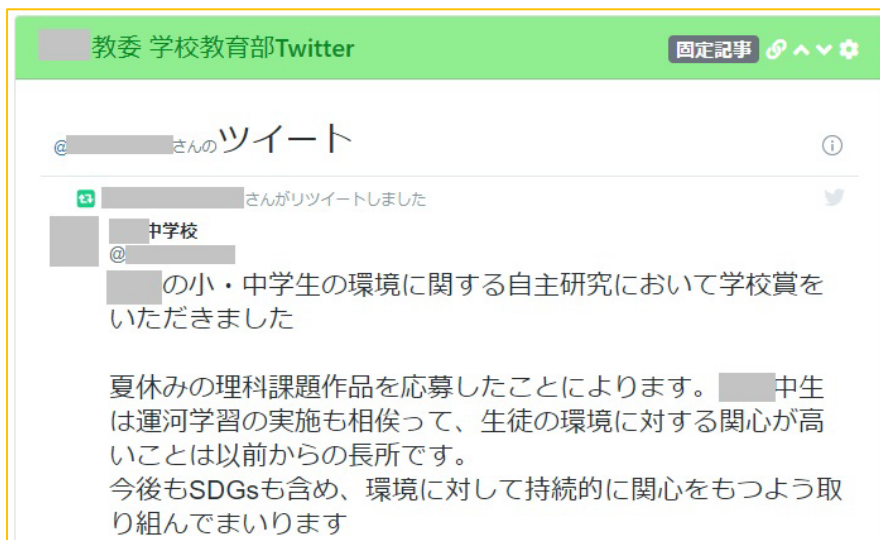 教委 学校教育部Twitter
固定記事
@ さんのツイート
さんがリツイートしました
中学校
@
の小・中学生の環境に関する自主研究において学校賞を
いただきました
夏休みの理科課題作品を応募したことによります。 中生
は運河学習の実施も相俟って、生徒の環境に対する関心が高
いことは以前からの長所です。
今後もSDGsも含め、環境に対して持続的に関心をもつよう取
り組んでまいります